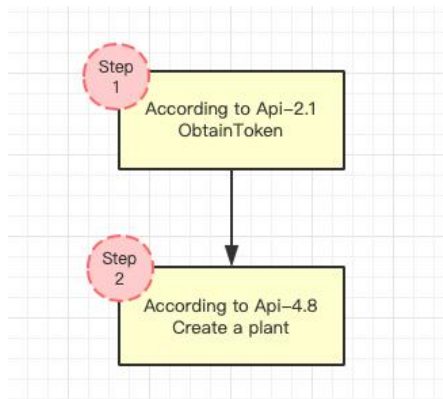 Step
1
According to Api-2.1
ObtainToken
Step
2
According to Api-4.8
Create a plant